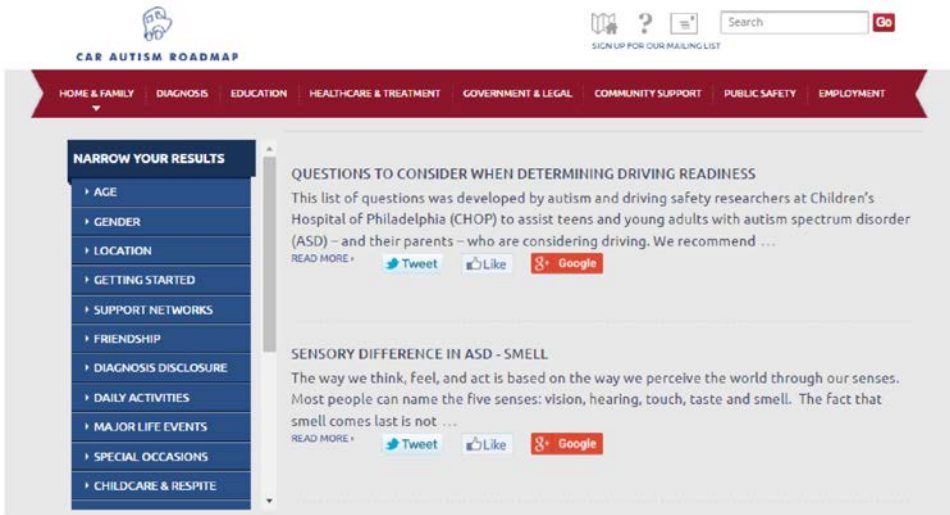 CAR AUTISM ROADMAP
?
SIGN UP FOR OUR MAILING LIST
Search
Go
HOME & FAMILY
DIAGNOSIS
EDUCATION
HEALTHCARE & TREATMENT
GOVERNMENT & LEGAL
COMMUNITY SUPPORT
PUBLIC SAFETY
EMPLOYMENT
NARROW YOUR RESULTS
AGE
GENDER
LOCATION
GETTING STARTED
SUPPORT NETWORKS
FRIENDSHIP
DIAGNOSIS DISCLOSURE
DAILY ACTIVITIES
MAJOR LIFE EVENTS
SPECIAL OCCASIONS
CHILDCARE & RESPITE
QUESTIONS TO CONSIDER WHEN DETERMINING DRIVING READINESS
This list of questions was developed by autism and driving safety researchers at Children's
Hospital of Philadelphia (CHOP) to assist teens and young adults with autism spectrum disorder
(ASD) – and their parents – who are considering driving. We recommend ...
READ MORE ›
Tweet
Like
g+ Google
SENSORY DIFFERENCE IN ASD - SMELL
The way we think, feel, and act is based on the way we perceive the world through our senses.
Most people can name the five senses: vision, hearing, touch, taste and smell. The fact that
smell comes last is not ...
READ MORE ›
Tweet
Like
g+ Google